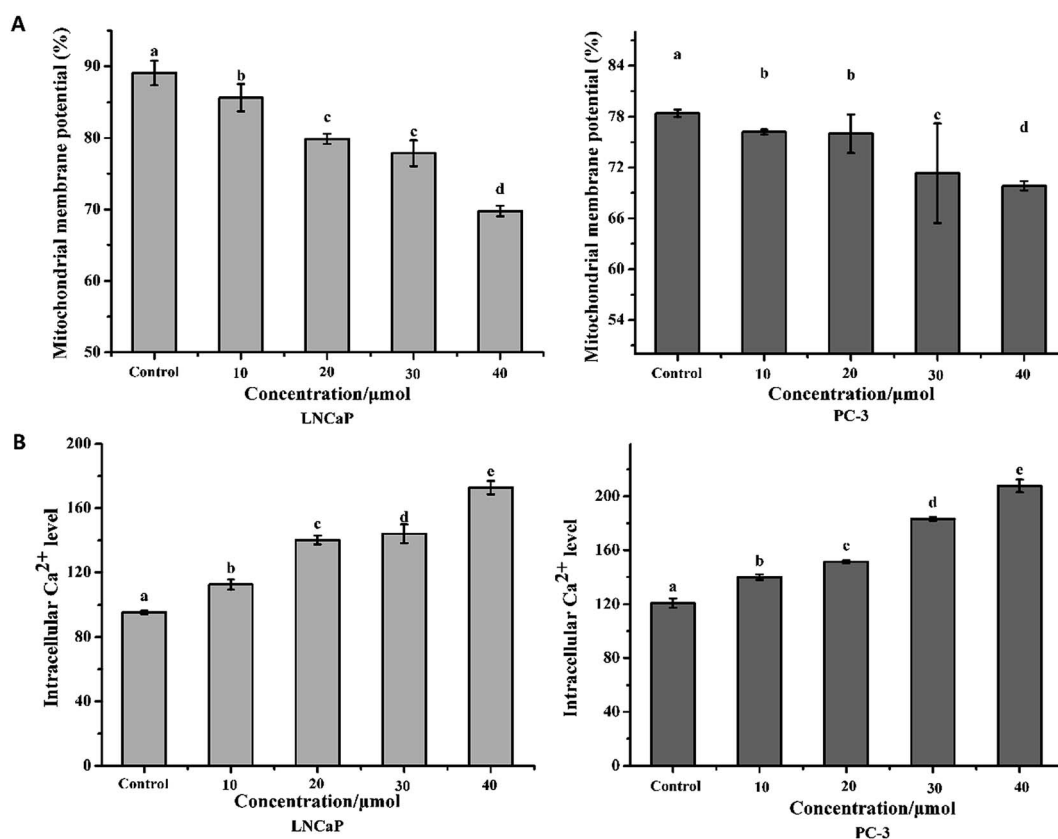 A
Mitochondrial membrane potential (%)
90
80
70
60
50
a
b
c
c
d
Control
10
20
30
40
Concentration/μmol
LNCaP
Mitochondrial membrane potential (%)
84
78
72
66
60
54
a
b
b
c
d
Control
10
20
30
40
Concentration/μmol
PC-3
B
Intracellular Ca²⁺ level
200
160
120
80
40
0
a
b
c
d
e
Control
10
20
30
40
Concentration/μmol
LNCaP
Intracellular Ca²⁺ level
200
160
120
80
40
0
a
b
c
d
e
Control
10
20
30
40
Concentration/μmol
PC-3